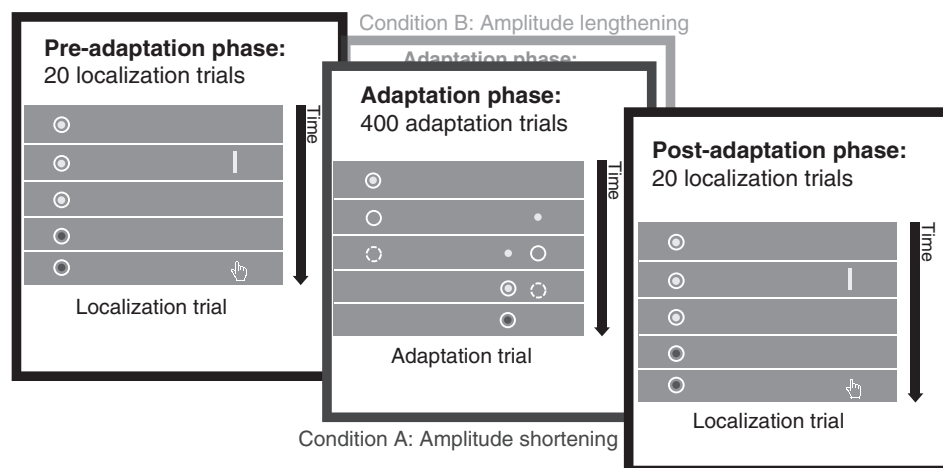 Condition B: Amplitude lengthening
Pre-adaptation phase:
20 localization trials
Time
Localization trial
Adaptation phase:
Adaptation phase:
400 adaptation trials
Time
Adaptation trial
Condition A: Amplitude shortening
Post-adaptation phase:
20 localization trials
Time
Localization trial